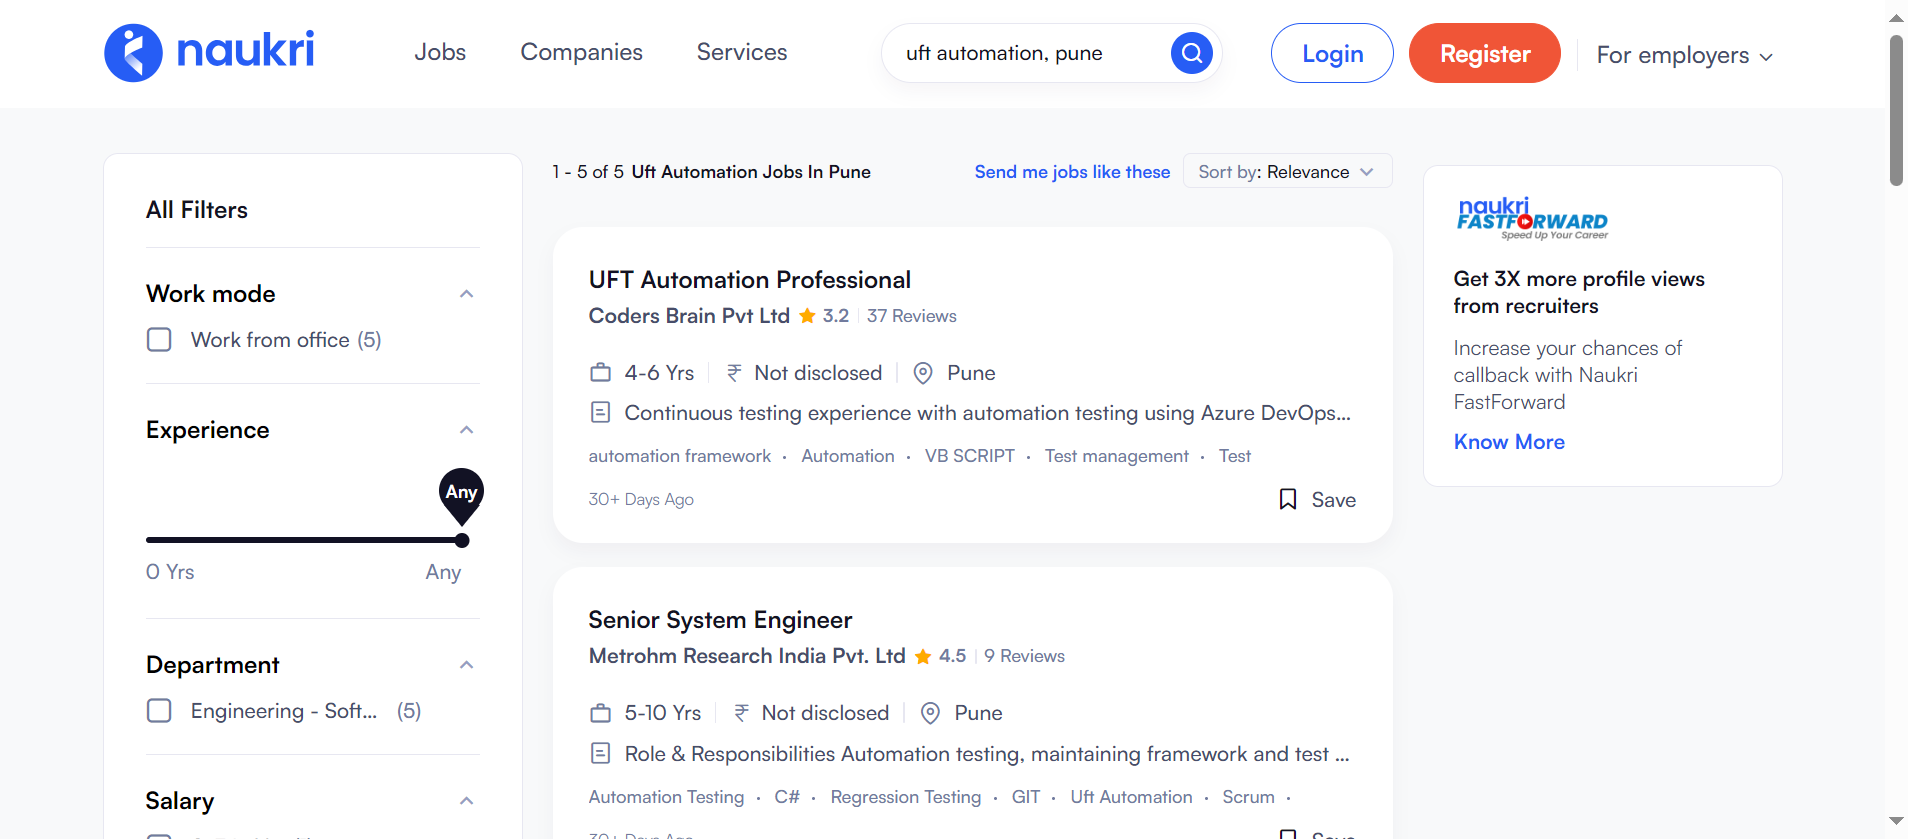 naukri
Jobs
Companies
Services
uft automation, pune
Login
Register
For employers
All Filters
Work mode
Work from office (5)
Experience
Any
0 Yrs
Any
Department
Engineering - Soft... (5)
Salary
1 - 5 of 5 Uft Automation Jobs In Pune
Send me jobs like these
Sort by: Relevance
UFT Automation Professional
Coders Brain Pvt Ltd 3.2 37 Reviews
4-6 Yrs ₹ Not disclosed Pune
Continuous testing experience with automation testing using Azure DevOps...
automation framework · Automation · VB SCRIPT · Test management · Test
30+ Days Ago
Save
Senior System Engineer
Metrohm Research India Pvt. Ltd 4.5 9 Reviews
5-10 Yrs ₹ Not disclosed Pune
Role & Responsibilities Automation testing, maintaining framework and test ...
Automation Testing · C# · Regression Testing · GIT · Uft Automation · Scrum ·
30+ Days Ago
Save
naukri
FASTFORWARD
Speed Up Your Career
Get 3X more profile views
from recruiters
Increase your chances of
callback with Naukri
FastForward
Know More